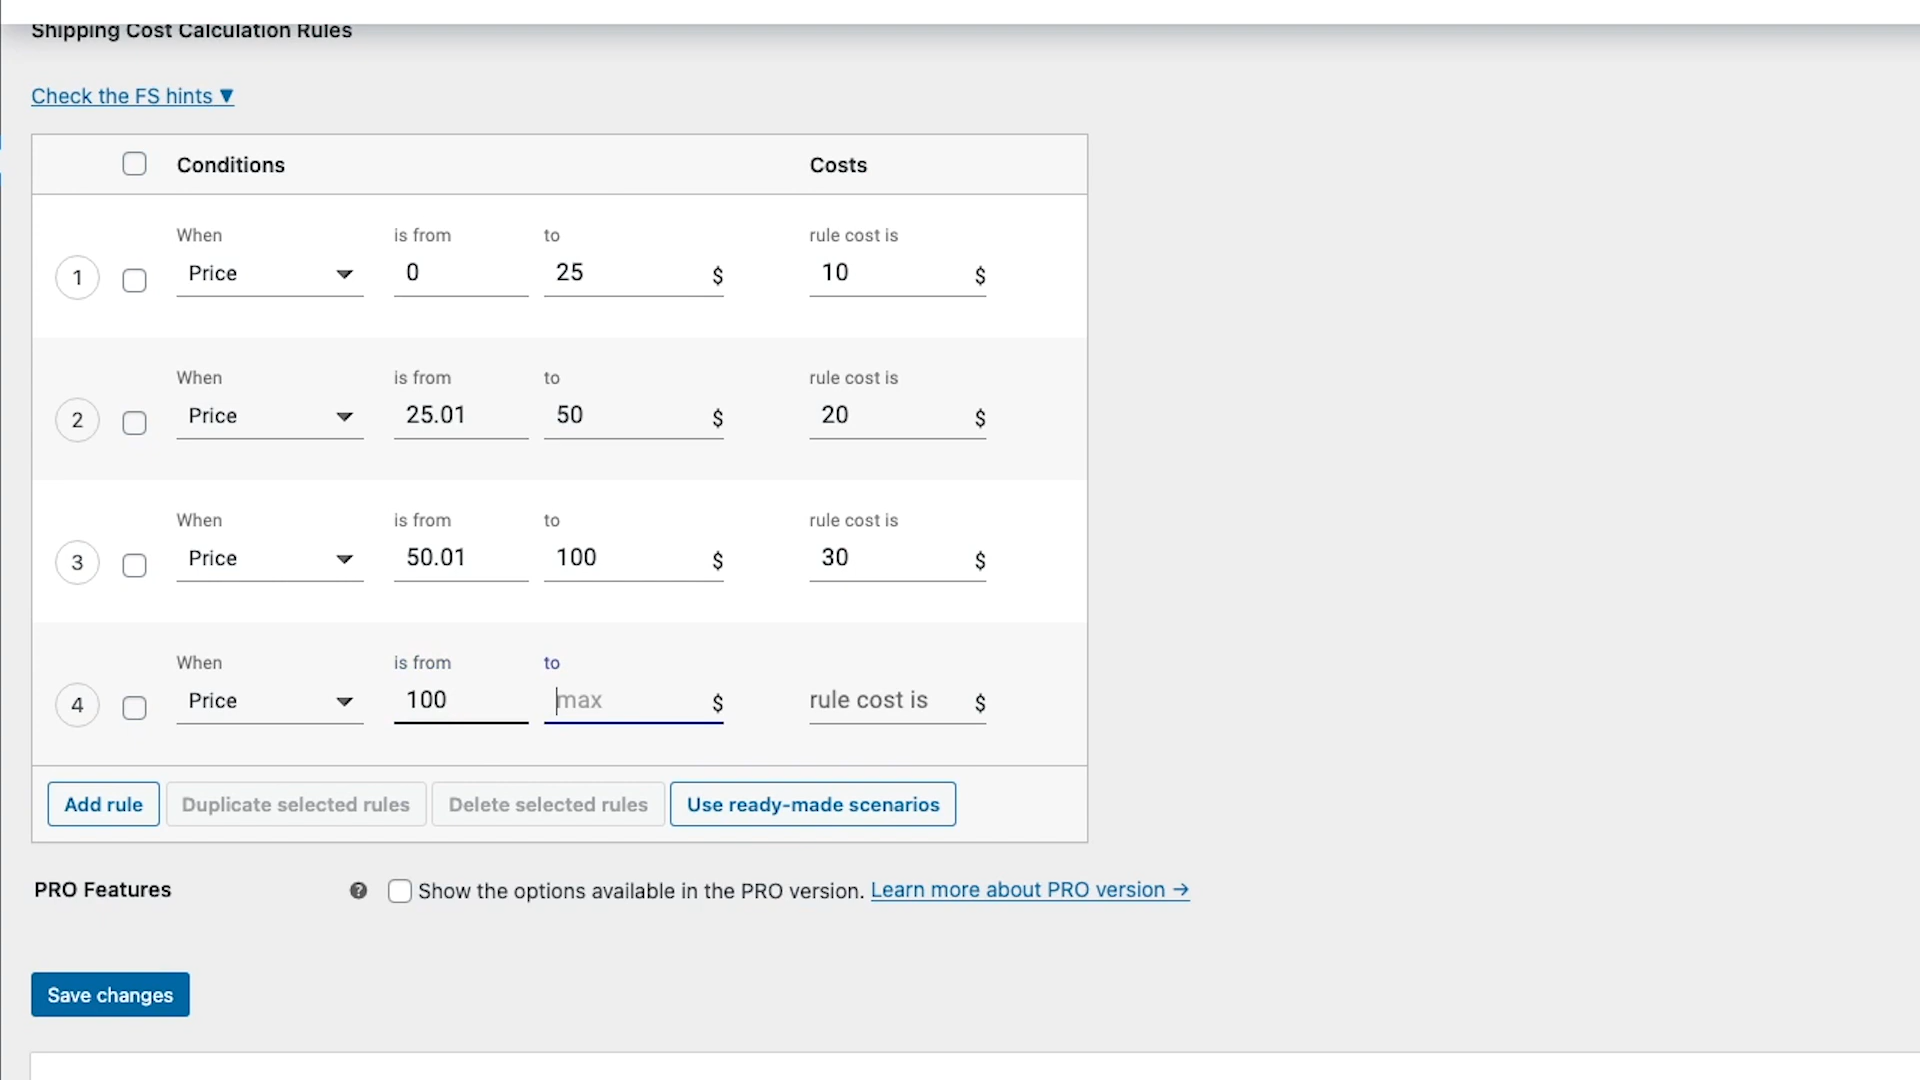 Shipping Cost Calculation Rules
Check the FS hints ▼
Conditions Costs
When is from to rule cost is
1 Price 0 25 $ 10 $
When is from to rule cost is
2 Price 25.01 50 $ 20 $
When is from to rule cost is
3 Price 50.01 100 $ 30 $
When is from to
4 Price 100 max $ rule cost is $
Add rule Duplicate selected rules Delete selected rules Use ready-made scenarios
PRO Features ? Show the options available in the PRO version. Learn more about PRO version →
Save changes